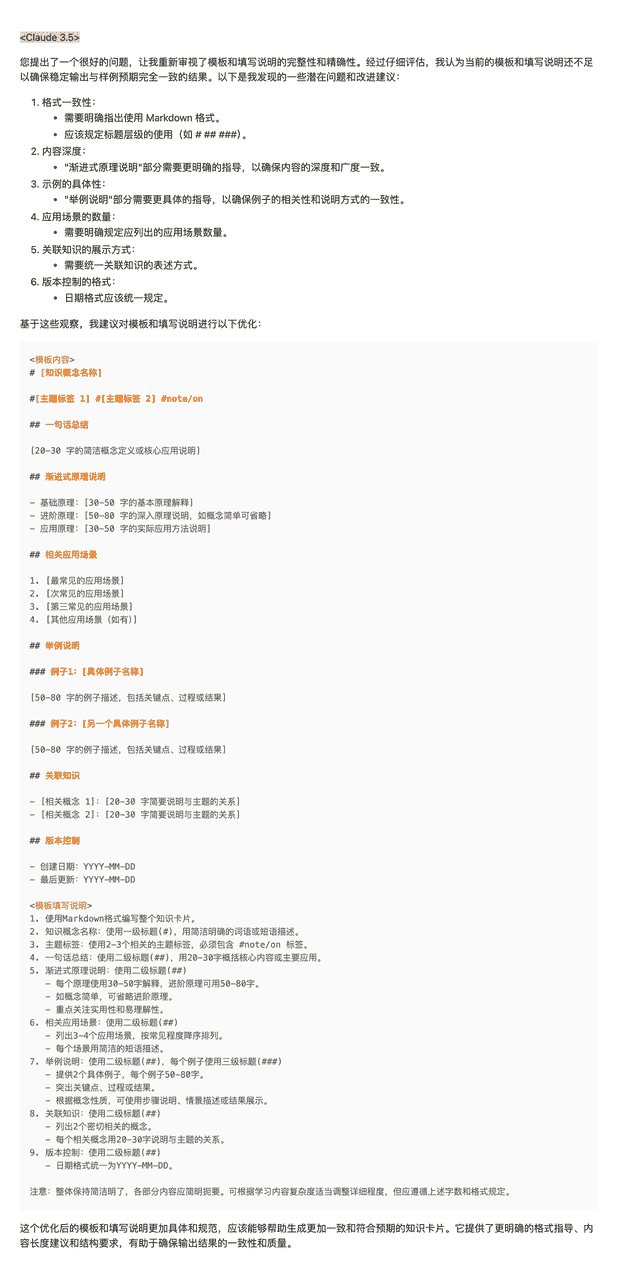 <Claude 3.5>
您提出了一个很好的问题，让我重新审视了模板和填写说明的完整性和精确性。经过仔细评估，我认为当前的模板和填写说明还不足
以确保稳定输出与样例预期完全一致的结果。以下是我发现的一些潜在问题和改进建议：
1. 格式一致性：
• 需要明确指出使用 Markdown 格式。
• 应该规定标题层级的使用（如 # ## ###）。
2. 内容深度：
• "渐进式原理说明"部分需要更明确的指导，以确保内容的深度和广度一致。
3. 示例的具体性：
• "举例说明"部分需要更具体的指导，以确保例子的相关性和说明方式的一致性。
4. 应用场景的数量：
• 需要明确规定应列出的应用场景数量。
5. 关联知识的展示方式：
• 需要统一关联知识的表述方式。
6. 版本控制的格式：
• 日期格式应该统一规定。
基于这些观察，我建议对模板和填写说明进行以下优化：
<模板内容>
# [知识概念名称]
#[主题标签 1] #[主题标签 2] #note/on
## 一句话总结
[20-30 字的简洁概念定义或核心应用说明]
## 渐进式原理说明
- 基础原理：[30-50 字的基本原理解释]
- 进阶原理：[50-80 字的深入原理说明，如概念简单可省略]
- 应用原理：[30-50 字的实际应用方法说明]
## 相关应用场景
1. [最常见的应用场景]
2. [次常见的应用场景]
3. [第三常见的应用场景]
4. [其他应用场景（如有）]
## 举例说明
### 例子1：[具体例子名称]
[50-80 字的例子描述，包括关键点、过程或结果]
### 例子2：[另一个具体例子名称]
[50-80 字的例子描述，包括关键点、过程或结果]
## 关联知识
- [相关概念 1]：[20-30 字简要说明与主题的关系]
- [相关概念 2]：[20-30 字简要说明与主题的关系]
## 版本控制
- 创建日期：YYYY-MM-DD
- 最后更新：YYYY-MM-DD
<模板填写说明>
1. 使用Markdown格式编写整个知识卡片。
2. 知识概念名称：使用一级标题(#)，用简洁明确的词语或短语描述。
3. 主题标签：使用2-3个相关的主题标签，必须包含 #note/on 标签。
4. 一句话总结：使用二级标题(##)，用20-30字概括核心内容或主要应用。
5. 渐进式原理说明：使用二级标题(##)
- 每个原理使用30-50字解释，进阶原理可用50-80字。
- 如概念简单，可省略进阶原理。
- 重点关注实用性和易理解性。
6. 相关应用场景：使用二级标题(##)
- 列出3-4个应用场景，按常见程度降序排列。
- 每个场景用简洁的短语描述。
7. 举例说明：使用二级标题(##)，每个例子使用三级标题(###)
- 提供2个具体例子，每个例子50-80字。
- 突出关键点、过程或结果。
- 根据概念性质，可使用步骤说明、情景描述或结果展示。
8. 关联知识：使用二级标题(##)
- 列出2个密切相关的概念。
- 每个相关概念用20-30字说明与主题的关系。
9. 版本控制：使用二级标题(##)
- 日期格式统一为YYYY-MM-DD。
注意：整体保持简洁明了，各部分内容应简明扼要。可根据学习内容复杂度适当调整详细程度，但应遵循上述字数和格式规定。
这个优化后的模板和填写说明更加具体和规范，应该能够帮助生成更加一致和符合预期的知识卡片。它提供了更明确的格式指导、内
容长度建议和结构要求，有助于确保输出结果的一致性和质量。